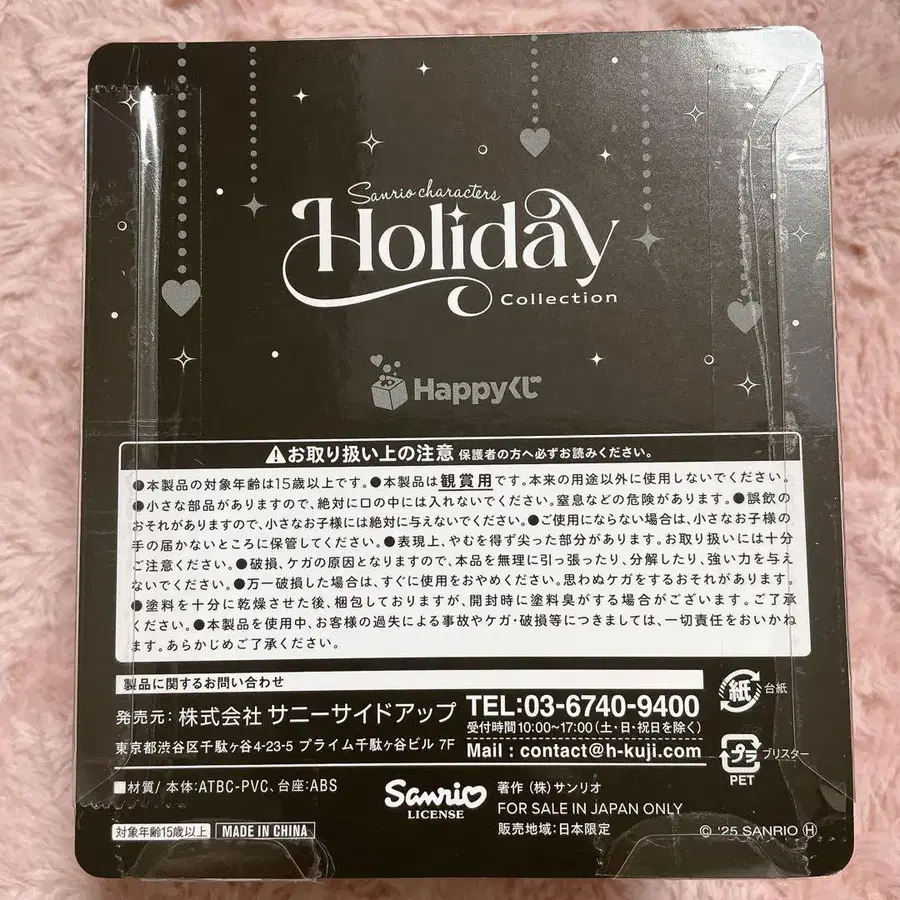 Sanrio characters
Holiday
Collection
Happyくじ
お取り扱い上の注意 保護者の方へ必ずお読みください。
●本製品の対象年齢は15歳以上です。●本製品は観賞用です。本来の用途以外に使用しないでください。
●小さな部品がありますので、絶対に口の中には入れないでください。窒息などの危険があります。●誤飲の
おそれがありますので、小さなお子様には絶対に与えないでください。●ご使用にならない場合は、小さなお子様の
手の届かないところに保管してください。●表現上、やむを得ず尖った部分があります。お取り扱いには十分
ご注意ください。●破損、ケガの原因となりますので、本品を無理に引っ張ったり、分解したり、強い力を与え
ないでください。●万一破損した場合は、すぐに使用をおやめください。思わぬケガをするおそれがあります。
●塗料を十分に乾燥させた後、梱包しておりますが、開封時に塗料臭がする場合がございます。ご了承
ください。●本製品を使用中、お客様の過失による事故やケガ・破損等につきましては、一切責任をおいかね
ます。あらかじめご了承ください。
製品に関するお問い合わせ
発売元：株式会社 サニーサイドアップ
東京都渋谷区千駄ヶ谷4-23-5 プライム千駄ヶ谷ビル 7F
TEL:03-6740-9400
受付時間10:00~17:00(土・日・祝日を除く)
Mail : contact@h-kuji.com
紙 台紙
プラ ブリスター
PET
■材質/ 本体:ATBC-PVC、台座:ABS
対象年齢15歳以上 MADE IN CHINA
Sanrio
LICENSE
著作（株）サンリオ
FOR SALE IN JAPAN ONLY
販売地域:日本限定
© '25 SANRIO Ⓗ